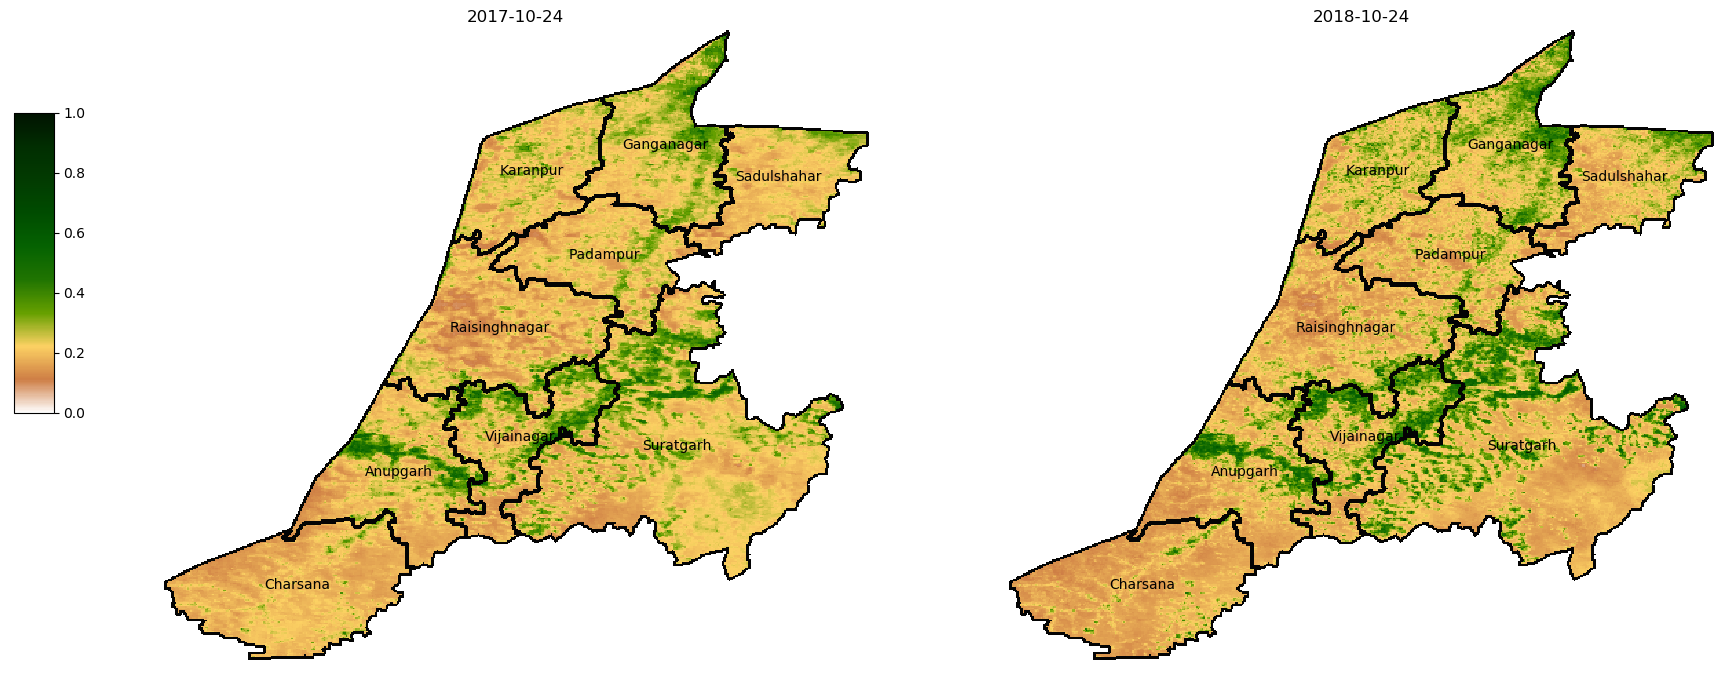 2017-10-24
2018-10-24
1.0
0.8
0.6
0.4
0.2
0.0
Ganganagar
Karanpur
Sadulshahar
Padampur
Raisinghnagar
Vijainagar
Suratgarh
Anupgarh
Charsana
Ganganagar
Karanpur
Sadulshahar
Padampur
Raisinghnagar
Vijainagar
Suratgarh
Anupgarh
Charsana